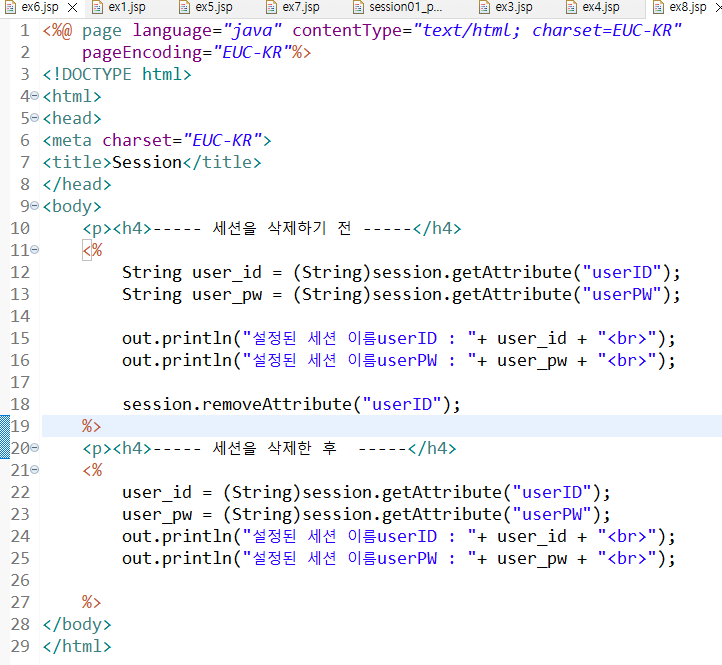 ex6.jsp ex1.jsp ex5.jsp ex7.jsp session01_p... ex3.jsp ex4.jsp ex8.jsp
1 <%@ page language="java" contentType="text/html; charset=EUC-KR"
2 pageEncoding="EUC-KR"%>
3 <!DOCTYPE html>
4 <html>
5 <head>
6 <meta charset="EUC-KR">
7 <title>Session</title>
8 </head>
9 <body>
10 <p><h4>----- 세션을 삭제하기 전 -----</h4>
11 <%
12 String user_id = (String)session.getAttribute("userID");
13 String user_pw = (String)session.getAttribute("userPW");
14
15 out.println("설정된 세션 이름userID : "+ user_id + "<br>");
16 out.println("설정된 세션 이름userPW : "+ user_pw + "<br>");
17
18 session.removeAttribute("userID");
19 %>
20 <p><h4>----- 세션을 삭제한 후  -----</h4>
21 <%
22 user_id = (String)session.getAttribute("userID");
23 user_pw = (String)session.getAttribute("userPW");
24 out.println("설정된 세션 이름userID : "+ user_id + "<br>");
25 out.println("설정된 세션 이름userPW : "+ user_pw + "<br>");
26
27 %>
28 </body>
29 </html>